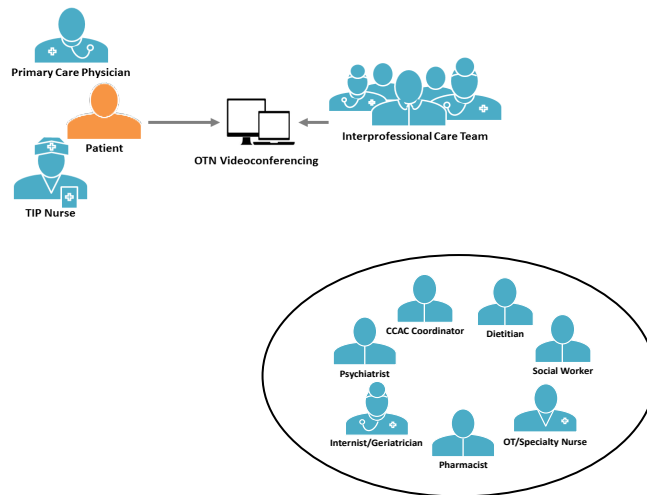 Primary Care Physician
Patient
TIP Nurse
OTN Videoconferencing
Interprofessional Care Team
CCAC Coordinator
Dietitian
Psychiatrist
Social Worker
Internist/Geriatrician
OT/Specialty Nurse
Pharmacist